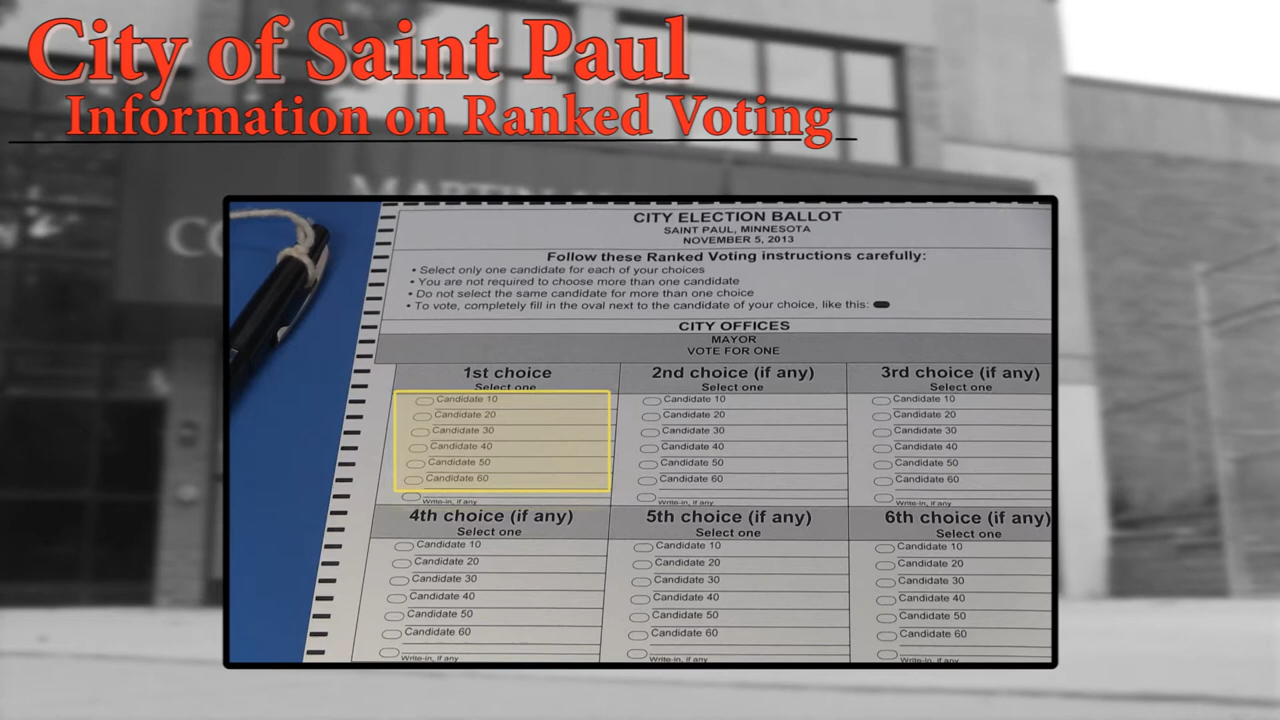 City of Saint Paul
Information on Ranked Voting
CITY ELECTION BALLOT
SAINT PAUL, MINNESOTA
NOVEMBER 5, 2013
Follow these Ranked Voting instructions carefully:
• Select only one candidate for each of your choices
• You are not required to choose more than one candidate
• Do not select the same candidate for more than one choice
• To vote, completely fill in the oval next to the candidate of your choice, like this:
CITY OFFICES
MAYOR
VOTE FOR ONE
1st choice
Select one
Candidate 10
Candidate 20
Candidate 30
Candidate 40
Candidate 50
Candidate 60
Write-in, if any
2nd choice (if any)
Select one
Candidate 10
Candidate 20
Candidate 30
Candidate 40
Candidate 50
Candidate 60
Write-in, if any
3rd choice (if any)
Select one
Candidate 10
Candidate 20
Candidate 30
Candidate 40
Candidate 50
Candidate 60
Write-in, if any
4th choice (if any)
Select one
Candidate 10
Candidate 20
Candidate 30
Candidate 40
Candidate 50
Candidate 60
Write-in, if any
5th choice (if any)
Select one
Candidate 10
Candidate 20
Candidate 30
Candidate 40
Candidate 50
Candidate 60
Write-in, if any
6th choice (if any)
Select one
Candidate 10
Candidate 20
Candidate 30
Candidate 40
Candidate 50
Candidate 60
Write-in, if any